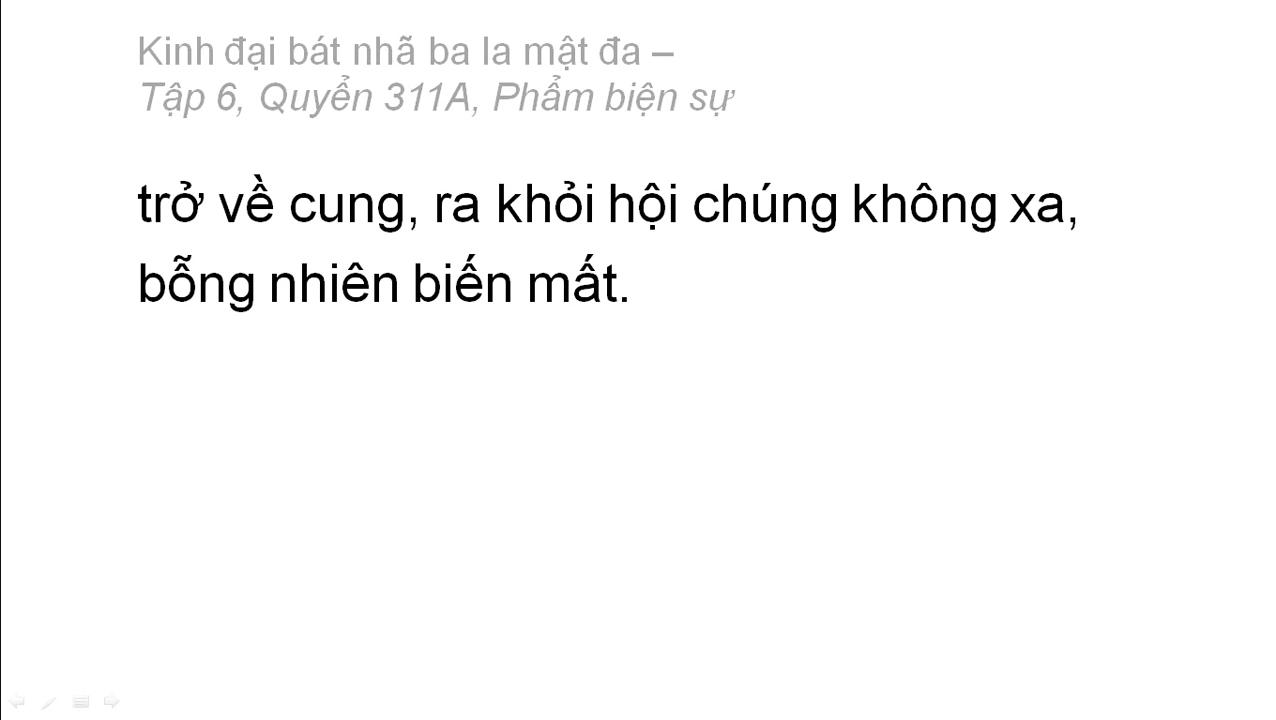 Kinh đại bát nhã ba la mật đa –
Tập 6, Quyển 311A, Phẩm biện sự
trở về cung, ra khỏi hội chúng không xa,
bỗng nhiên biến mất.